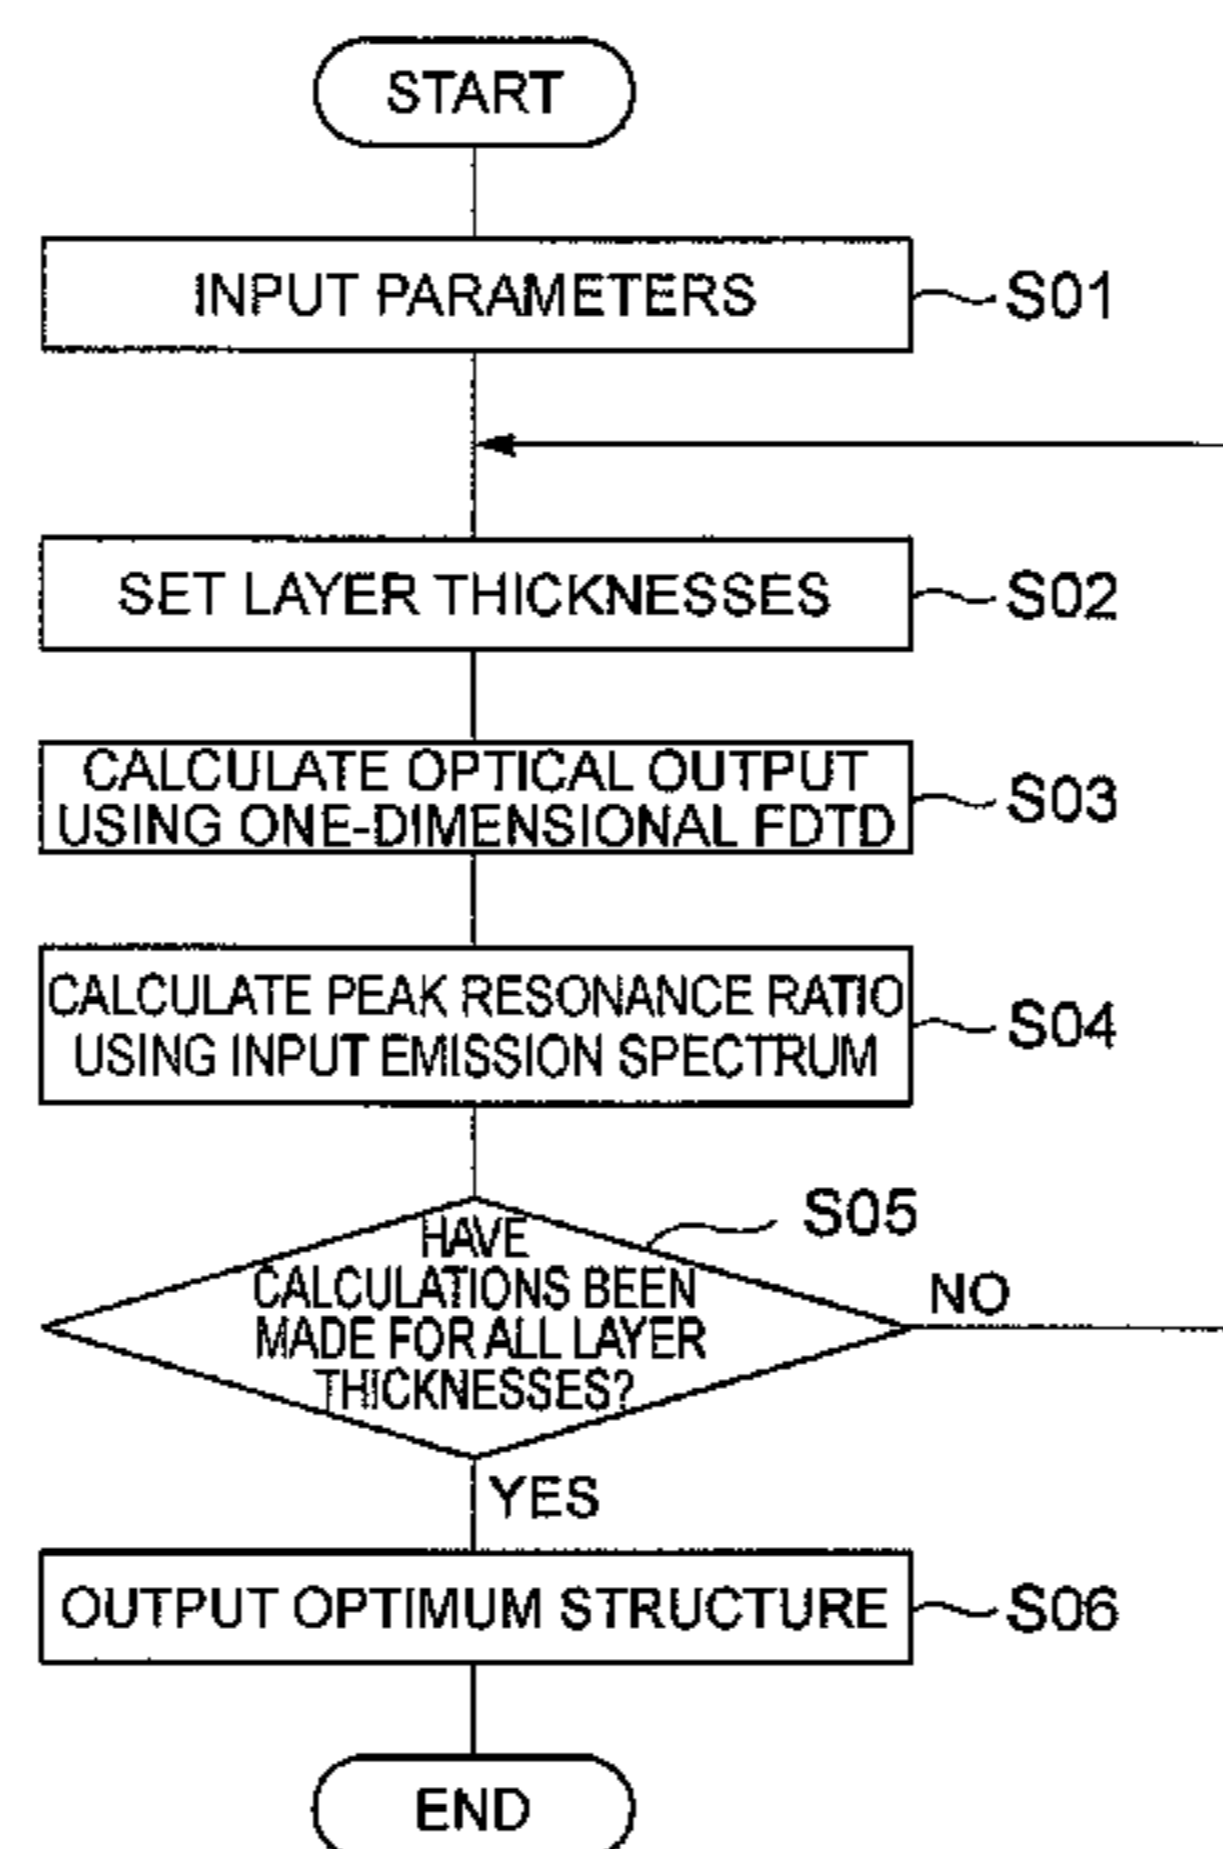 START
INPUT PARAMETERS
S01
SET LAYER THICKNESSES
S02
CALCULATE OPTICAL OUTPUT
USING ONE-DIMENSIONAL FDTD
S03
CALCULATE PEAK RESONANCE RATIO
USING INPUT EMISSION SPECTRUM
S04
HAVE
CALCULATIONS BEEN
MADE FOR ALL LAYER
THICKNESSES?
S05
NO
YES
OUTPUT OPTIMUM STRUCTURE
S06
END